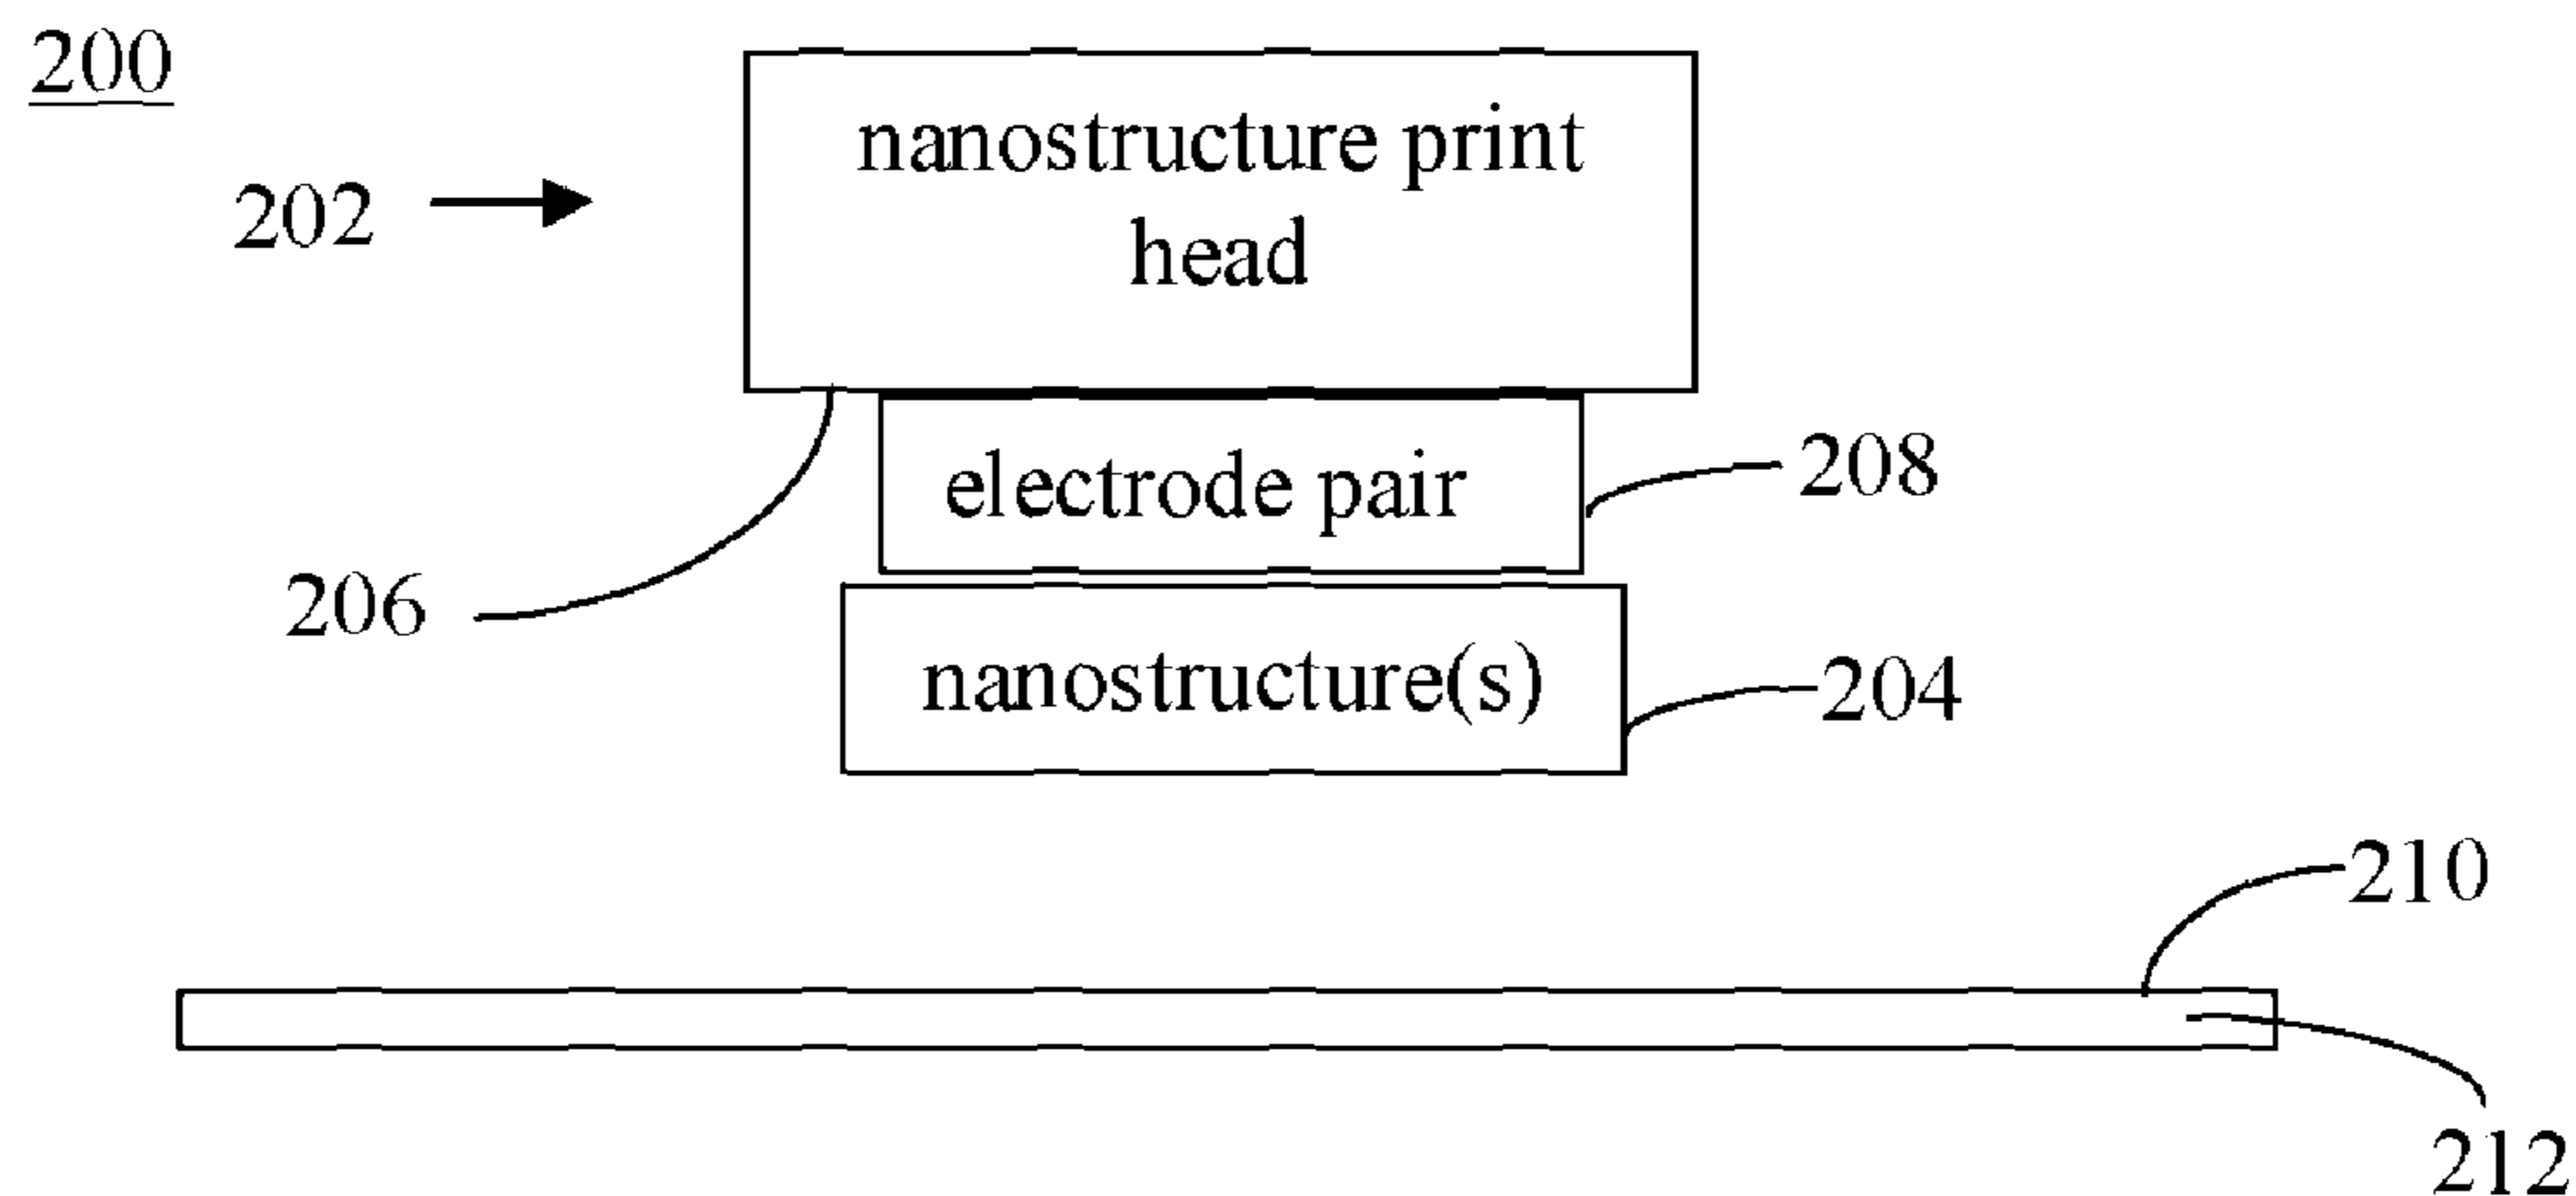 200
202
nanostructure print
head
electrode pair
208
206
nanostructure(s)
204
210
212